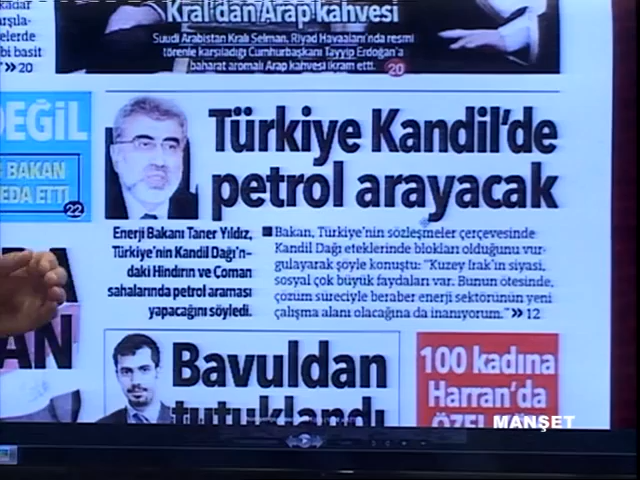 kadar
Kral'dan Arap kahvesi
Suudi Arabistan Kralı Selman, Riyad Havaalanı'nda resmi
törenle karşıladığı Cumhurbaşkanı Tayyip Erdoğan'a
baharat aromalı Arap kahvesi ikram etti. 20
bi basit
»20
DEĞİL
BAKAN
EDA ETTİ
22
Türkiye Kandil'de
petrol arayacak
Enerji Bakanı Taner Yıldız,
Türkiye'nin Kandil Dağı'n-
daki Hindırın ve Çoman
sahalarında petrol araması
yapacağını söyledi.
Bakan, Türkiye'nin sözleşmeler çerçevesinde
Kandil Dağı eteklerinde blokları olduğunu vur-
gulayarak şöyle konuştu: "Kuzey Irak'ın siyasi,
sosyal çok büyük faydaları var. Bunun ötesinde,
çözüm süreciyle beraber enerji sektörünün yeni
çalışma alanı olacağına da inanıyorum." » 12
AN
Bavuldan
tutuklandı
100 kadına
Harran'da
MANŞET